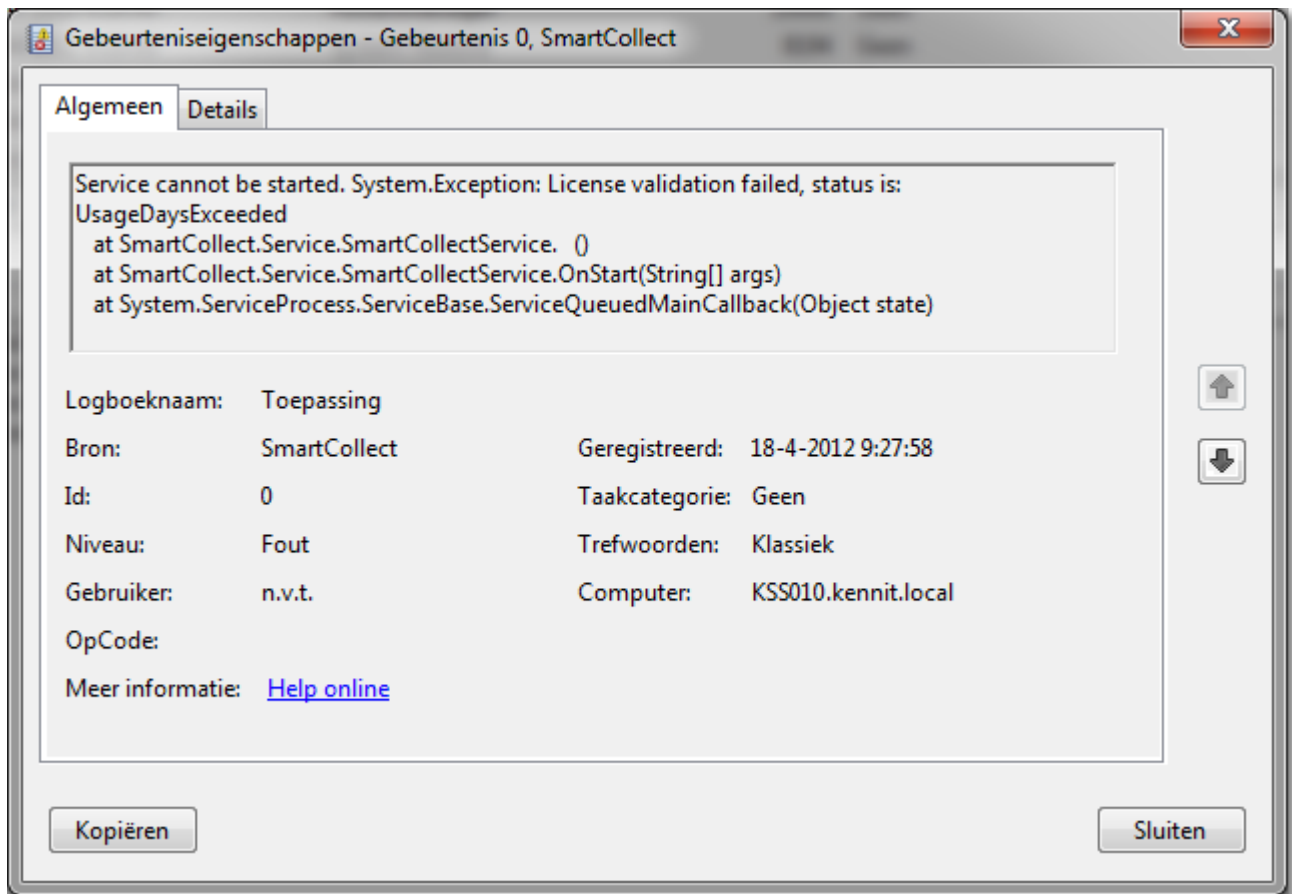 Gebeurteniseigenschappen - Gebeurtenis 0, SmartCollect
Algemeen Details
Service cannot be started. System.Exception: License validation failed, status is:
UsageDaysExceeded
at SmartCollect.Service.SmartCollectService. ()
at SmartCollect.Service.SmartCollectService.OnStart(String[] args)
at System.ServiceProcess.ServiceBase.ServiceQueuedMainCallback(Object state)
Logboeknaam: Toepassing
Bron: SmartCollect Geregistreerd: 18-4-2012 9:27:58
Id: 0 Taakcategorie: Geen
Niveau: Fout Trefwoorden: Klassiek
Gebruiker: n.v.t. Computer: KSS010.kennit.local
OpCode:
Meer informatie: Help online
Kopiëren Sluiten